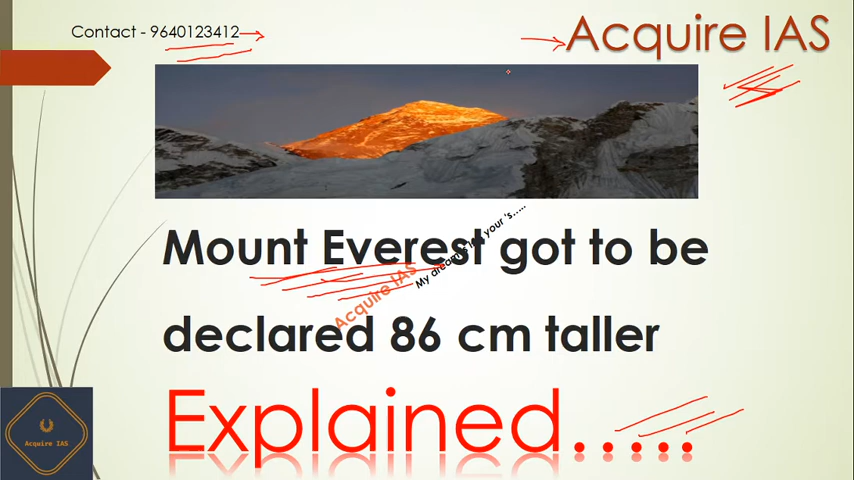 Contact - 9640123412
Acquire IAS
Mount Everest got to be
declared 86 cm taller
Acquire IAS
My dream is
your 's.....
Explained.....
Acquire IAS